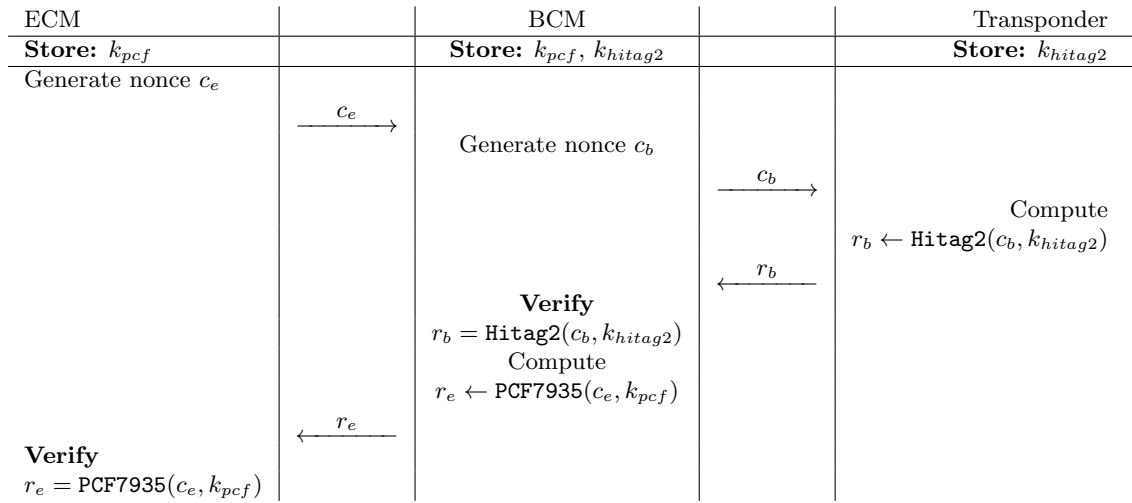 ECM BCM Transponder
Store: k_pcf Store: k_pcf, k_hitag2 Store: k_hitag2
Generate nonce c_e
c_e
Generate nonce c_b
c_b
Compute
r_b ← Hitag2(c_b, k_hitag2)
r_b
Verify
r_b = Hitag2(c_b, k_hitag2)
Compute
r_e ← PCF7935(c_e, k_pcf)
r_e
Verify
r_e = PCF7935(c_e, k_pcf)